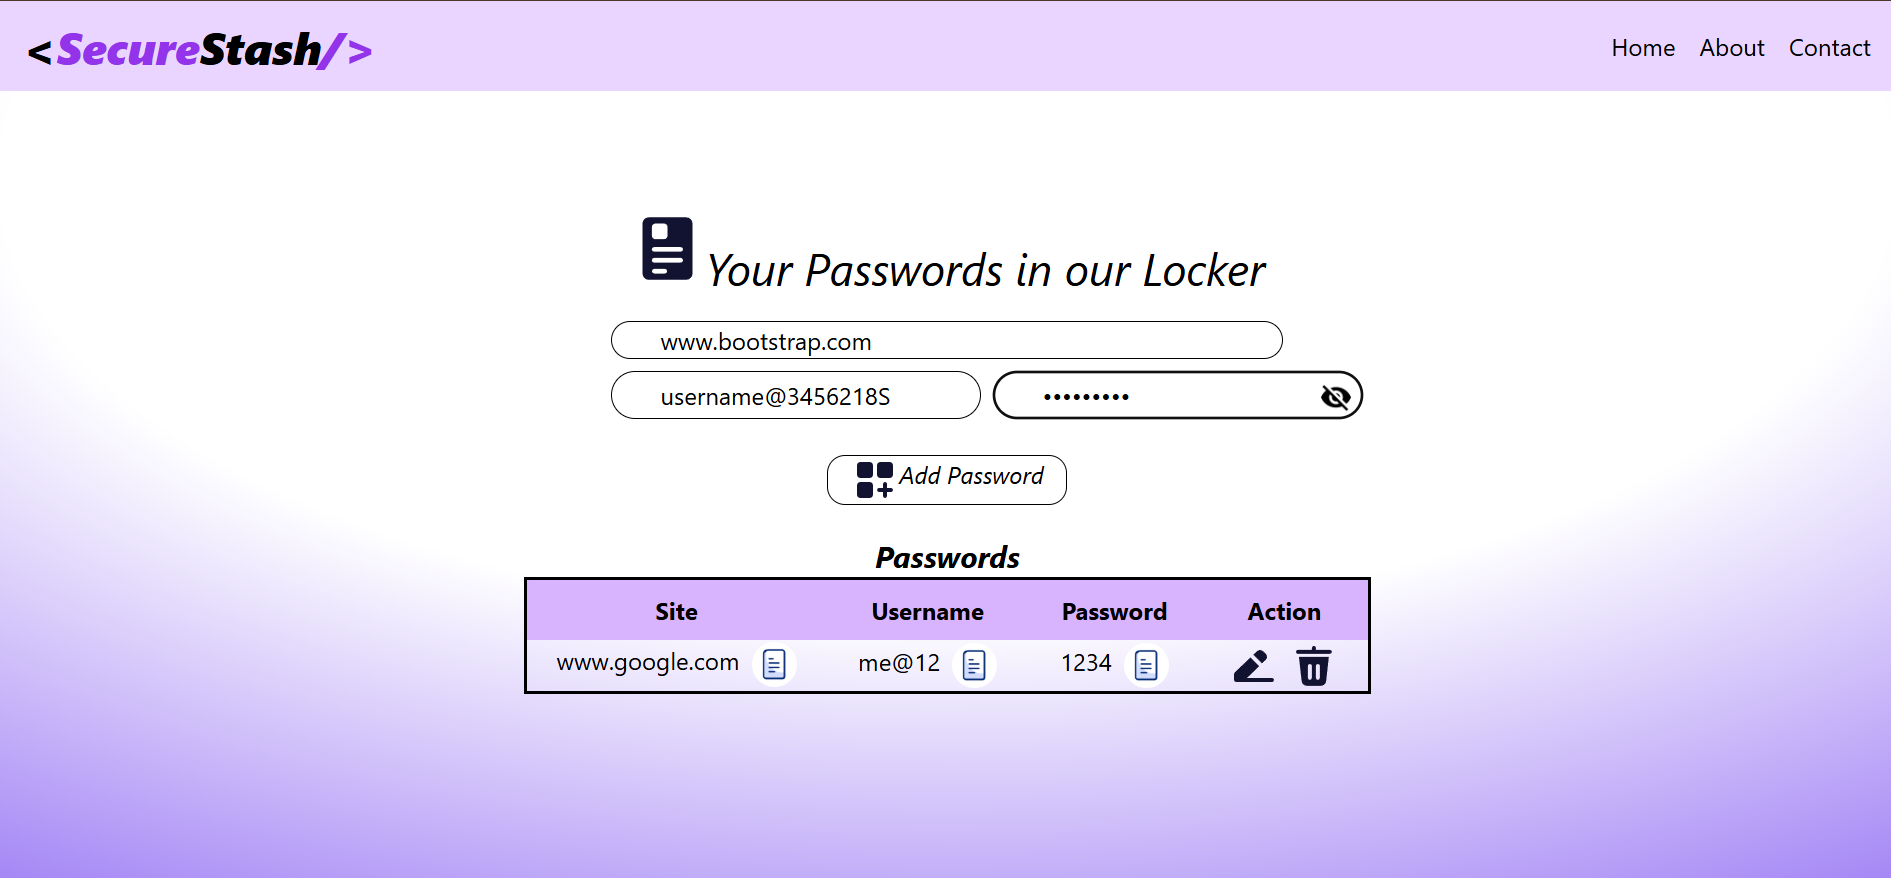 <SecureStash/>
Home About Contact
Your Passwords in our Locker
www.bootstrap.com
username@3456218S •••••••••
Add Password
Passwords
Site Username Password Action
www.google.com me@12 1234